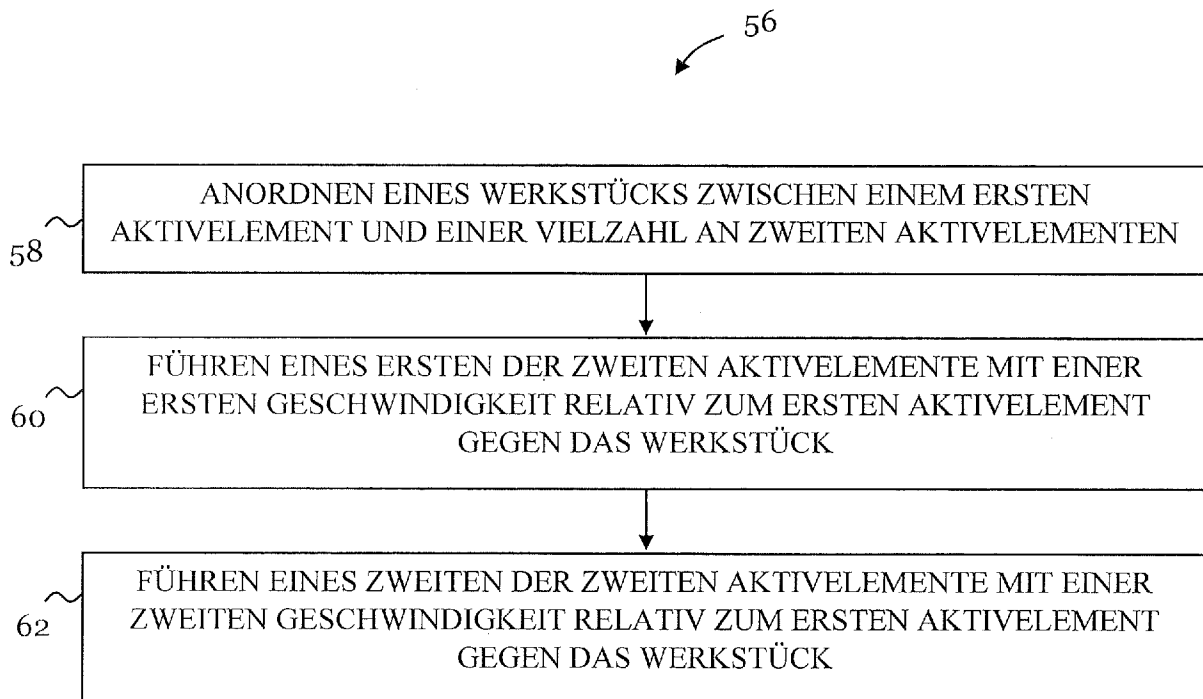 56
ANORDNEN EINES WERKSTÜCKS ZWISCHEN EINEM ERSTEN
AKTIVELEMENT UND EINER VIELZAHL AN ZWEITEN AKTIVELEMENTEN
58
FÜHREN EINES ERSTEN DER ZWEITEN AKTIVELEMENTE MIT EINER
ERSTEN GESCHWINDIGKEIT RELATIV ZUM ERSTEN AKTIVELEMENT
GEGEN DAS WERKSTÜCK
60
FÜHREN EINES ZWEITEN DER ZWEITEN AKTIVELEMENTE MIT EINER
ZWEITEN GESCHWINDIGKEIT RELATIV ZUM ERSTEN AKTIVELEMENT
GEGEN DAS WERKSTÜCK
62